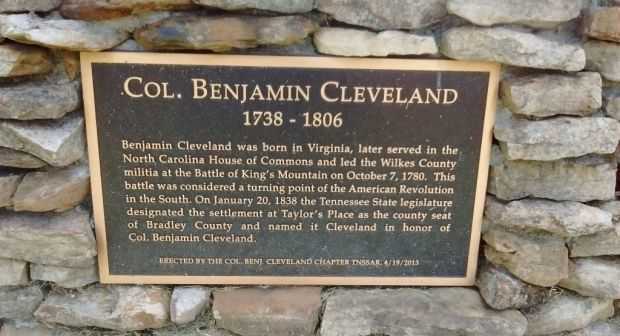 COL. BENJAMIN CLEVELAND
1738 - 1806
Benjamin Cleveland was born in Virginia, later served in the
North Carolina House of Commons and led the Wilkes County
militia at the Battle of King's Mountain on October 7, 1780. This
battle was considered a turning point of the American Revolution
in the South. On January 20, 1838 the Tennessee State legislature
designated the settlement at Taylor's Place as the county seat
of Bradley County and named it Cleveland in honor of
Col. Benjamin Cleveland.
ERECTED BY THE COL. BENJ. CLEVELAND CHAPTER TNSSAR, 4/19/2013